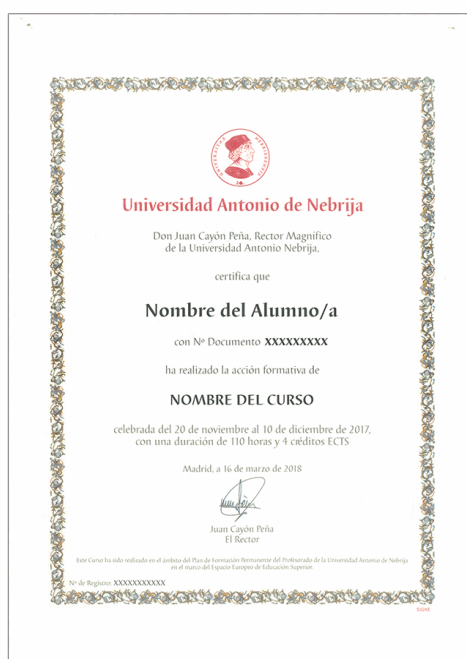 Universidad Antonio de Nebrija
Don Juan Cayón Peña, Rector Magnífico
de la Universidad Antonio Nebrija,
certifica que
Nombre del Alumno/a
con Nº Documento XXXXXXXXX
ha realizado la acción formativa de
NOMBRE DEL CURSO
celebrada del 20 de noviembre al 10 de diciembre de 2017,
con una duración de 110 horas y 4 créditos ECTS
Madrid, a 16 de marzo de 2018
Juan Cayón Peña
El Rector
Este Curso ha sido realizado en el ámbito del Plan de Formación Permanente del Profesorado de la Universidad Antonio de Nebrija
en el marco del Espacio Europeo de Educación Superior.
Nº de Registro: XXXXXXXXXXX